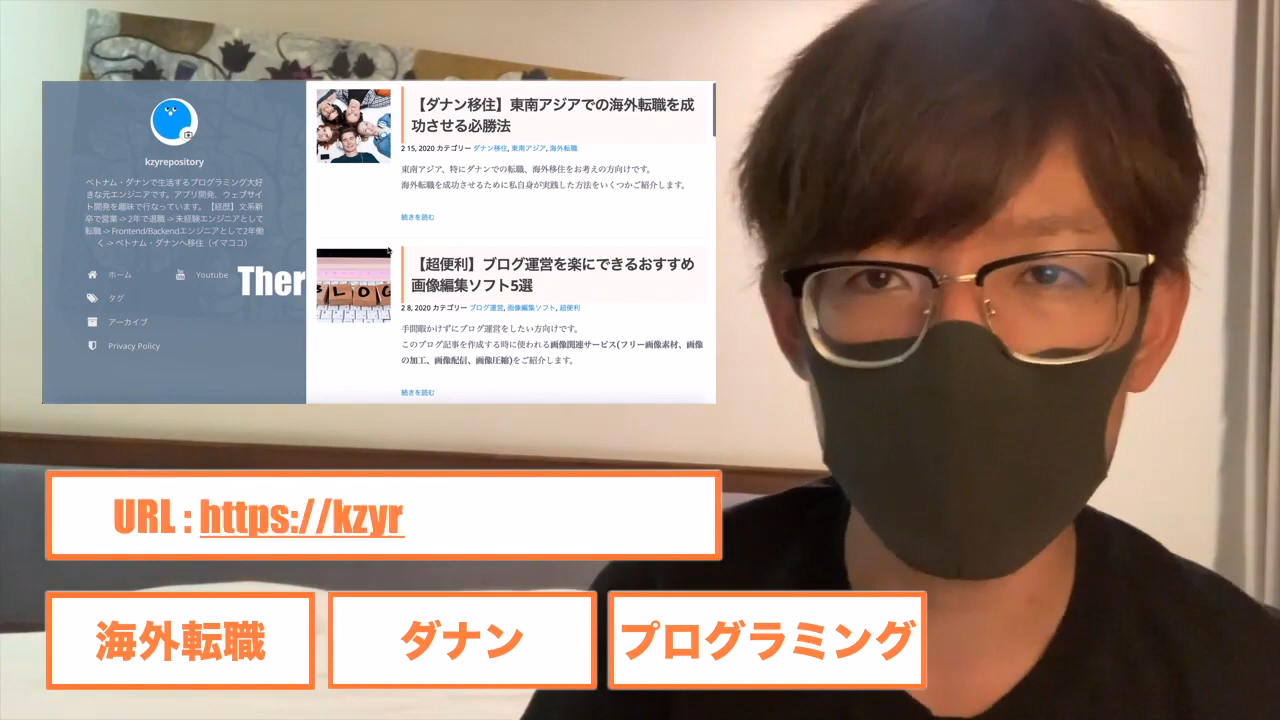 kzyrepository
ベトナム・ダナンで生活するプログラミング大好
きな元エンジニアです。アプリ開発、ウェブサイ
ト開発を趣味で行なっています。【経歴】文系新
卒で営業 -> 2年で退職 -> 未経験エンジニアとして
転職 -> Frontend/Backendエンジニアとして2年働
く -> ベトナム・ダナンへ移住（イマココ）
ホーム
Youtube
タグ
アーカイブ
Privacy Policy
Ther
【ダナン移住】東南アジアでの海外転職を成
功させる必勝法
2 15, 2020 カテゴリー ダナン移住, 東南アジア, 海外転職
東南アジア、特にダナンでの転職、海外移住をお考えの方向けです。
海外転職を成功させるために私自身が実践した方法をいくつかご紹介します。
続きを読む
【超便利】ブログ運営を楽にできるおすすめ
画像編集ソフト5選
2 8, 2020 カテゴリー ブログ運営, 画像編集ソフト, 超便利
手間暇かけずにブログ運営をしたい方向けです。
このブログ記事を作成する時に使われる画像関連サービス(フリー画像素材、画像
の加工、画像配信、画像圧縮)をご紹介します。
続きを読む
URL : https://kzyr
海外転職
ダナン
プログラミング